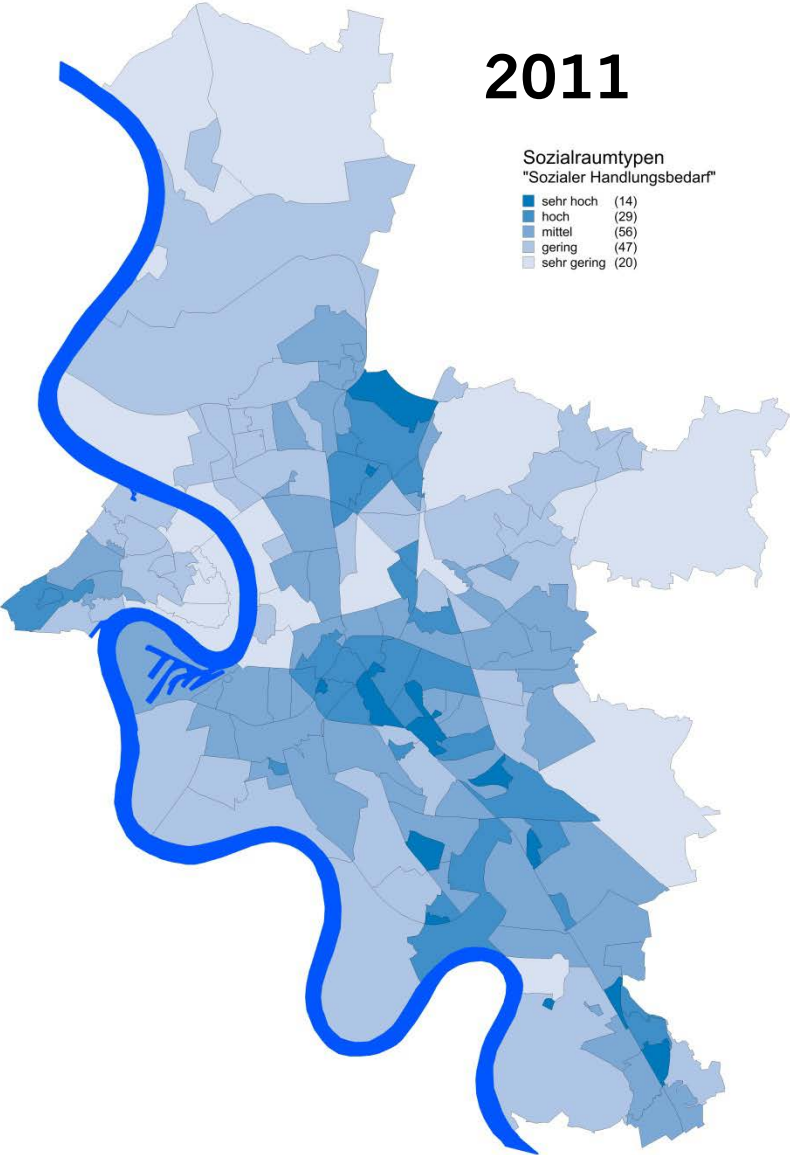 2011
Sozialraumtypen
"Sozialer Handlungsbedarf"
sehr hoch (14)
hoch (29)
mittel (56)
gering (47)
sehr gering (20)